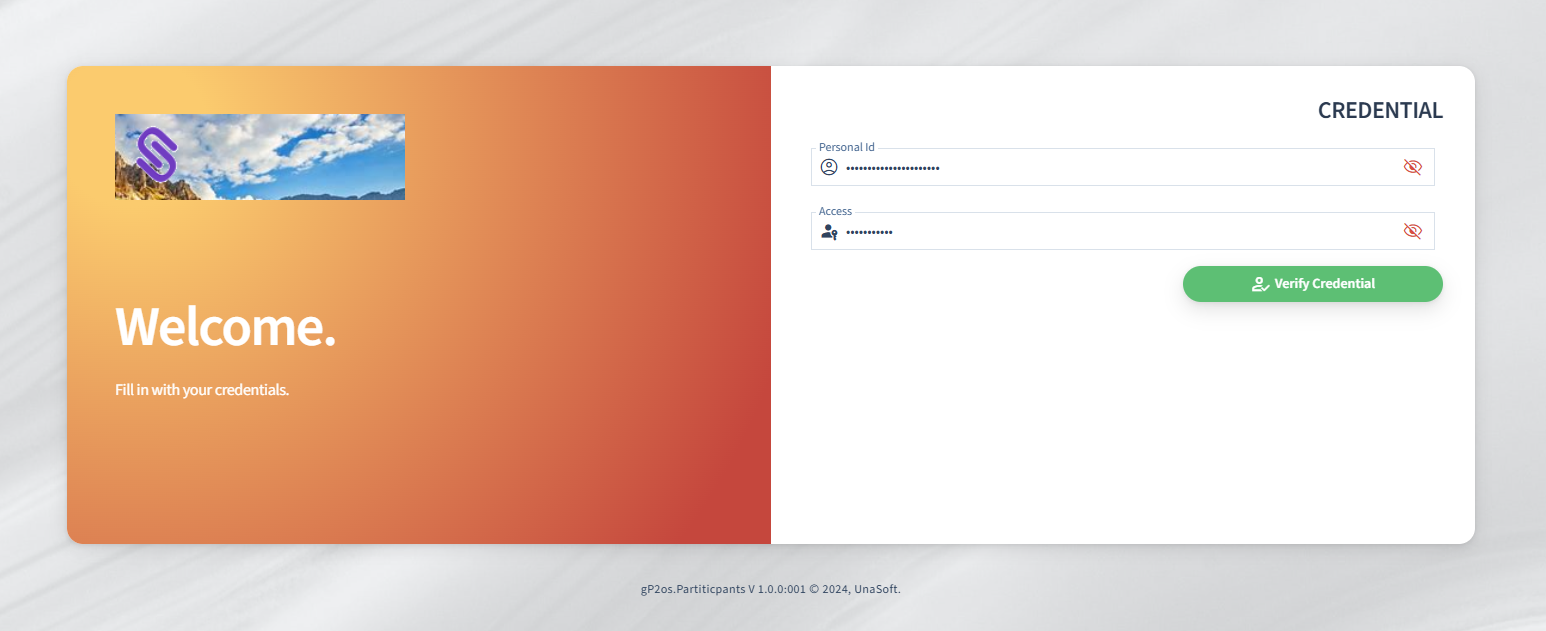 Welcome.
Fill in with your credentials.
CREDENTIAL
Personal Id
••••••••••••••••••••••
Access
•••••••••••
Verify Credential
gP2os.Partiticpants V 1.0.0:001 © 2024, UnaSoft.